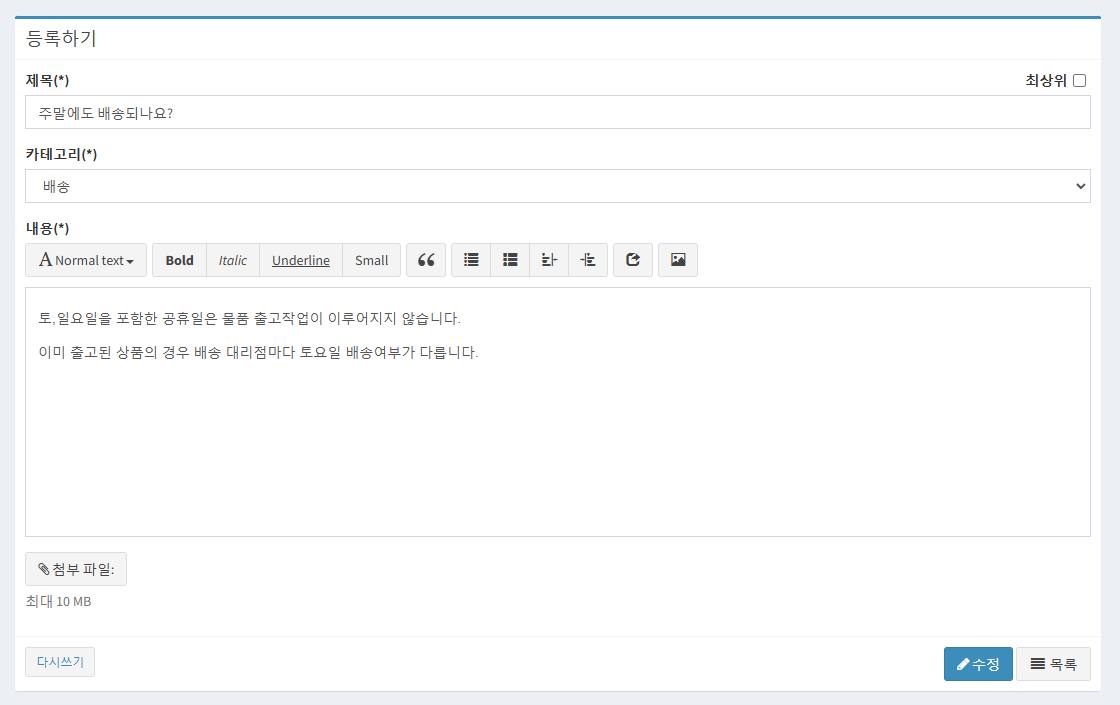 등록하기
제목(*) 최상위
주말에도 배송되나요?
카테고리(*)
배송
내용(*)
A Normal text Bold Italic Underline Small
토,일요일을 포함한 공휴일은 물품 출고작업이 이루어지지 않습니다.
이미 출고된 상품의 경우 배송 대리점마다 토요일 배송여부가 다릅니다.
첨부 파일:
최대 10 MB
다시쓰기 수정 목록